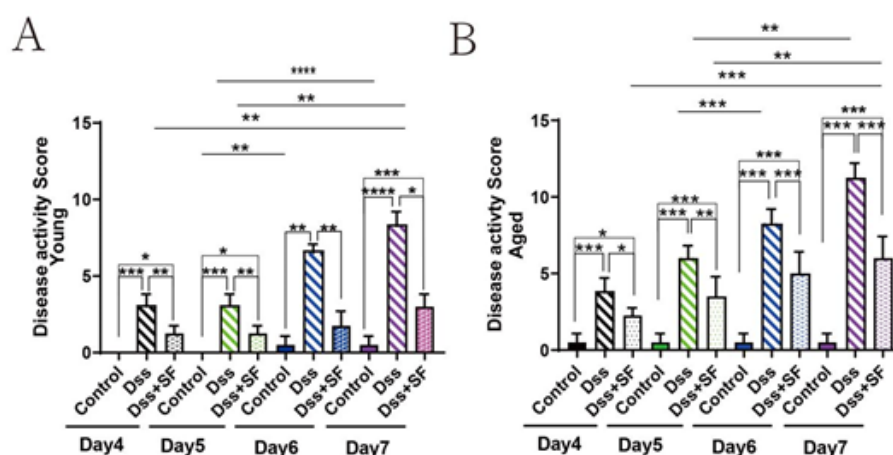 A
****
**
**
**
Disease activity Score
Young
15
10
5
0
*
*** **
*
*** **
** **
***
**** *
Control
Dss
Dss+SF
Control
Dss
Dss+SF
Control
Dss
Dss+SF
Control
Dss
Dss+SF
Day4
Day5
Day6
Day7
B
**
**
***
***
Disease activty Score
Aged
15
10
5
0
*
*** *
***
*** **
***
*** ***
***
*** ***
Control
Dss
Dss+SF
Control
Dss
Dss+SF
Control
Dss
Dss+SF
Control
Dss
Dss+SF
Day4
Day5
Day6
Day7